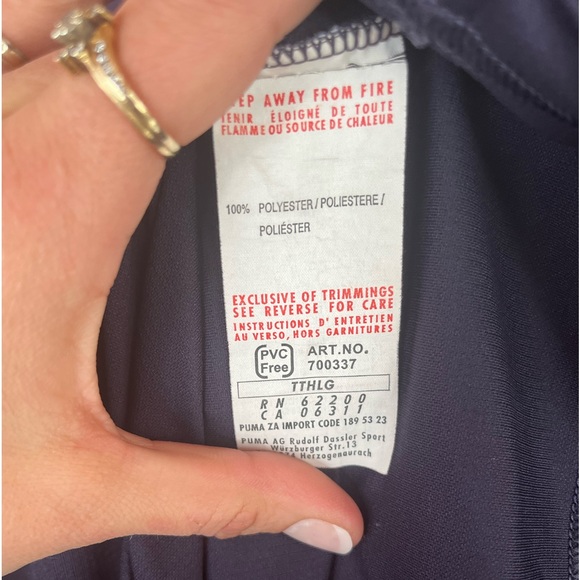 AWAY FROM FIRE
ÉLOIGNÉ DE TOUTE
FLAMME OU SOURCE DE CHALEUR
100% POLYESTER/POLIESTERE/
POLIÉSTER
EXCLUSIVE OF TRIMMINGS
SEE REVERSE FOR CARE
INSTRUCTIONS D'ENTRETIEN
AU VERSO, HORS GARNITURES
PVC Free
ART.NO.
700337
TTHLG
RN 62200
CA 06311
PUMA ZA IMPORT CODE 189 53 23
PUMA AG Rudolf Dassler Sport
Würzburger Str.13
Herzogenaurach